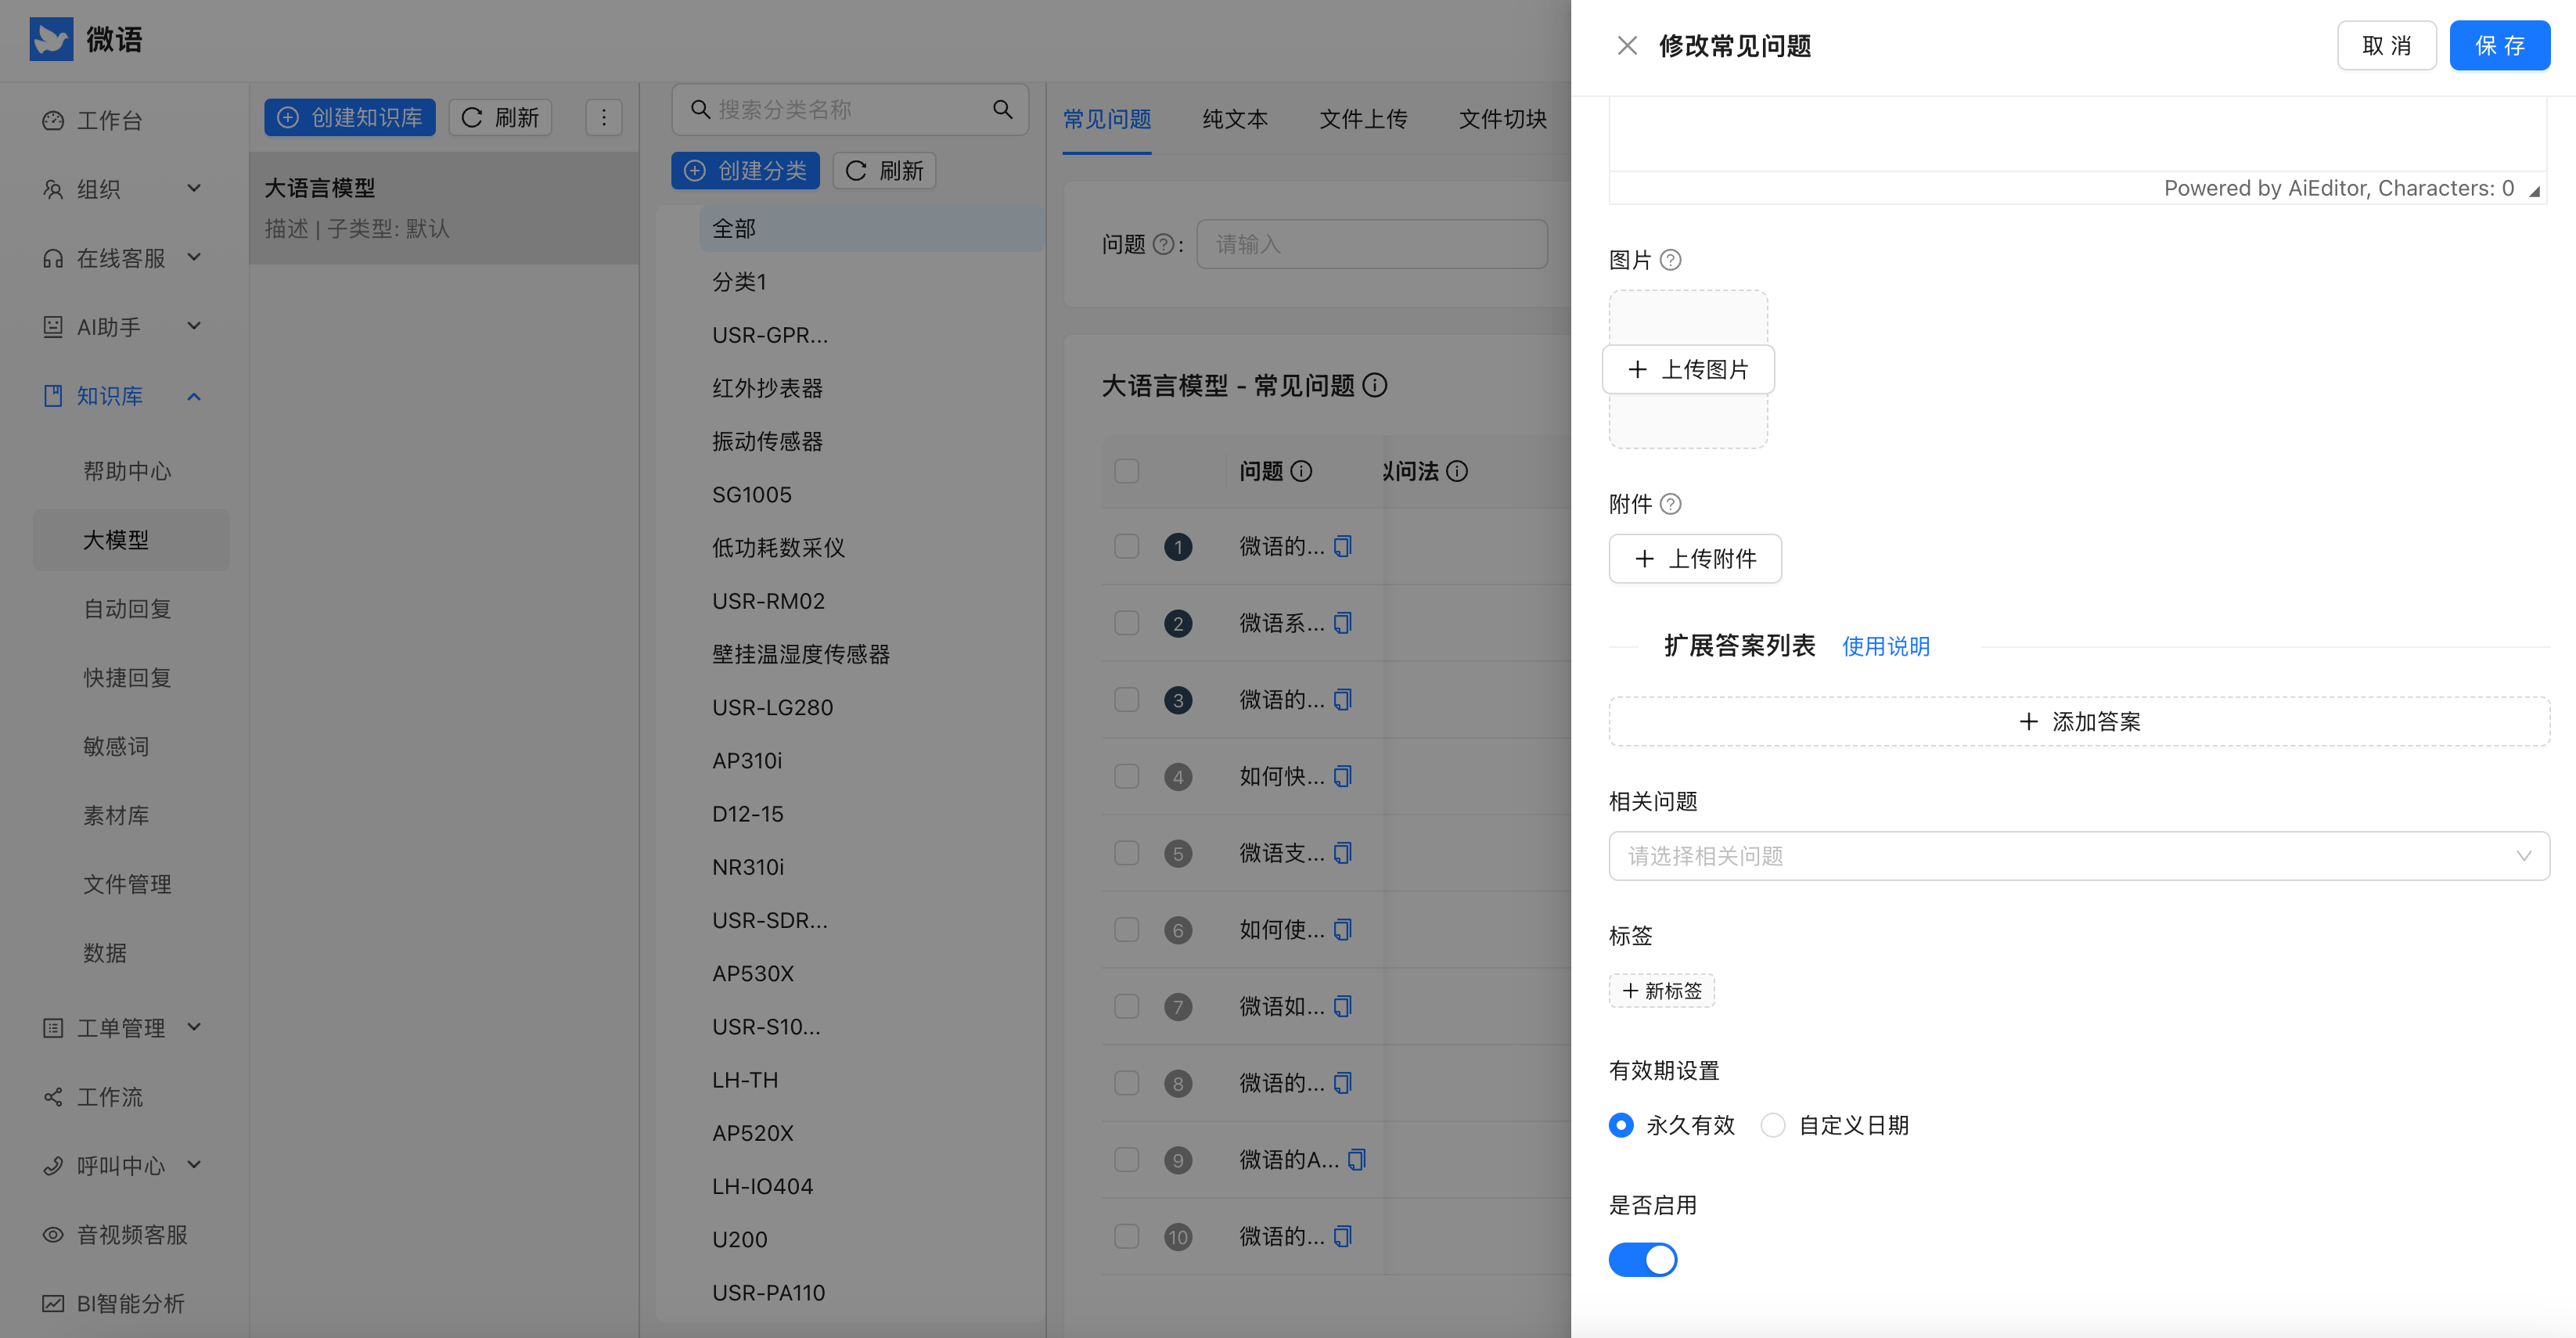 微语
工作台
组织
在线客服
AI助手
知识库
帮助中心
大模型
自动回复
快捷回复
敏感词
素材库
文件管理
数据
工单管理
工作流
呼叫中心
音视频客服
BI智能分析
创建知识库
刷新
大语言模型
描述 | 子类型: 默认
搜索分类名称
创建分类
刷新
全部
分类1
USR-GPR...
红外抄表器
振动传感器
SG1005
低功耗数采仪
USR-RM02
壁挂温湿度传感器
USR-LG280
AP310i
D12-15
NR310i
USR-SDR...
AP530X
USR-S10...
LH-TH
AP520X
LH-IO404
U200
USR-PA110
常见问题 纯文本 文件上传 文件切块
问题 :
请输入
大语言模型 - 常见问题
问题 问法
1 微语的...
2 微语系...
3 微语的...
4 如何快...
5 微语支...
6 如何使...
7 微语如...
8 微语的...
9 微语的A...
10 微语的...
修改常见问题
取 消
保 存
Powered by AiEditor, Characters: 0
图片
上传图片
附件
上传附件
扩展答案列表 使用说明
添加答案
相关问题
请选择相关问题
标签
新标签
有效期设置
永久有效 自定义日期
是否启用